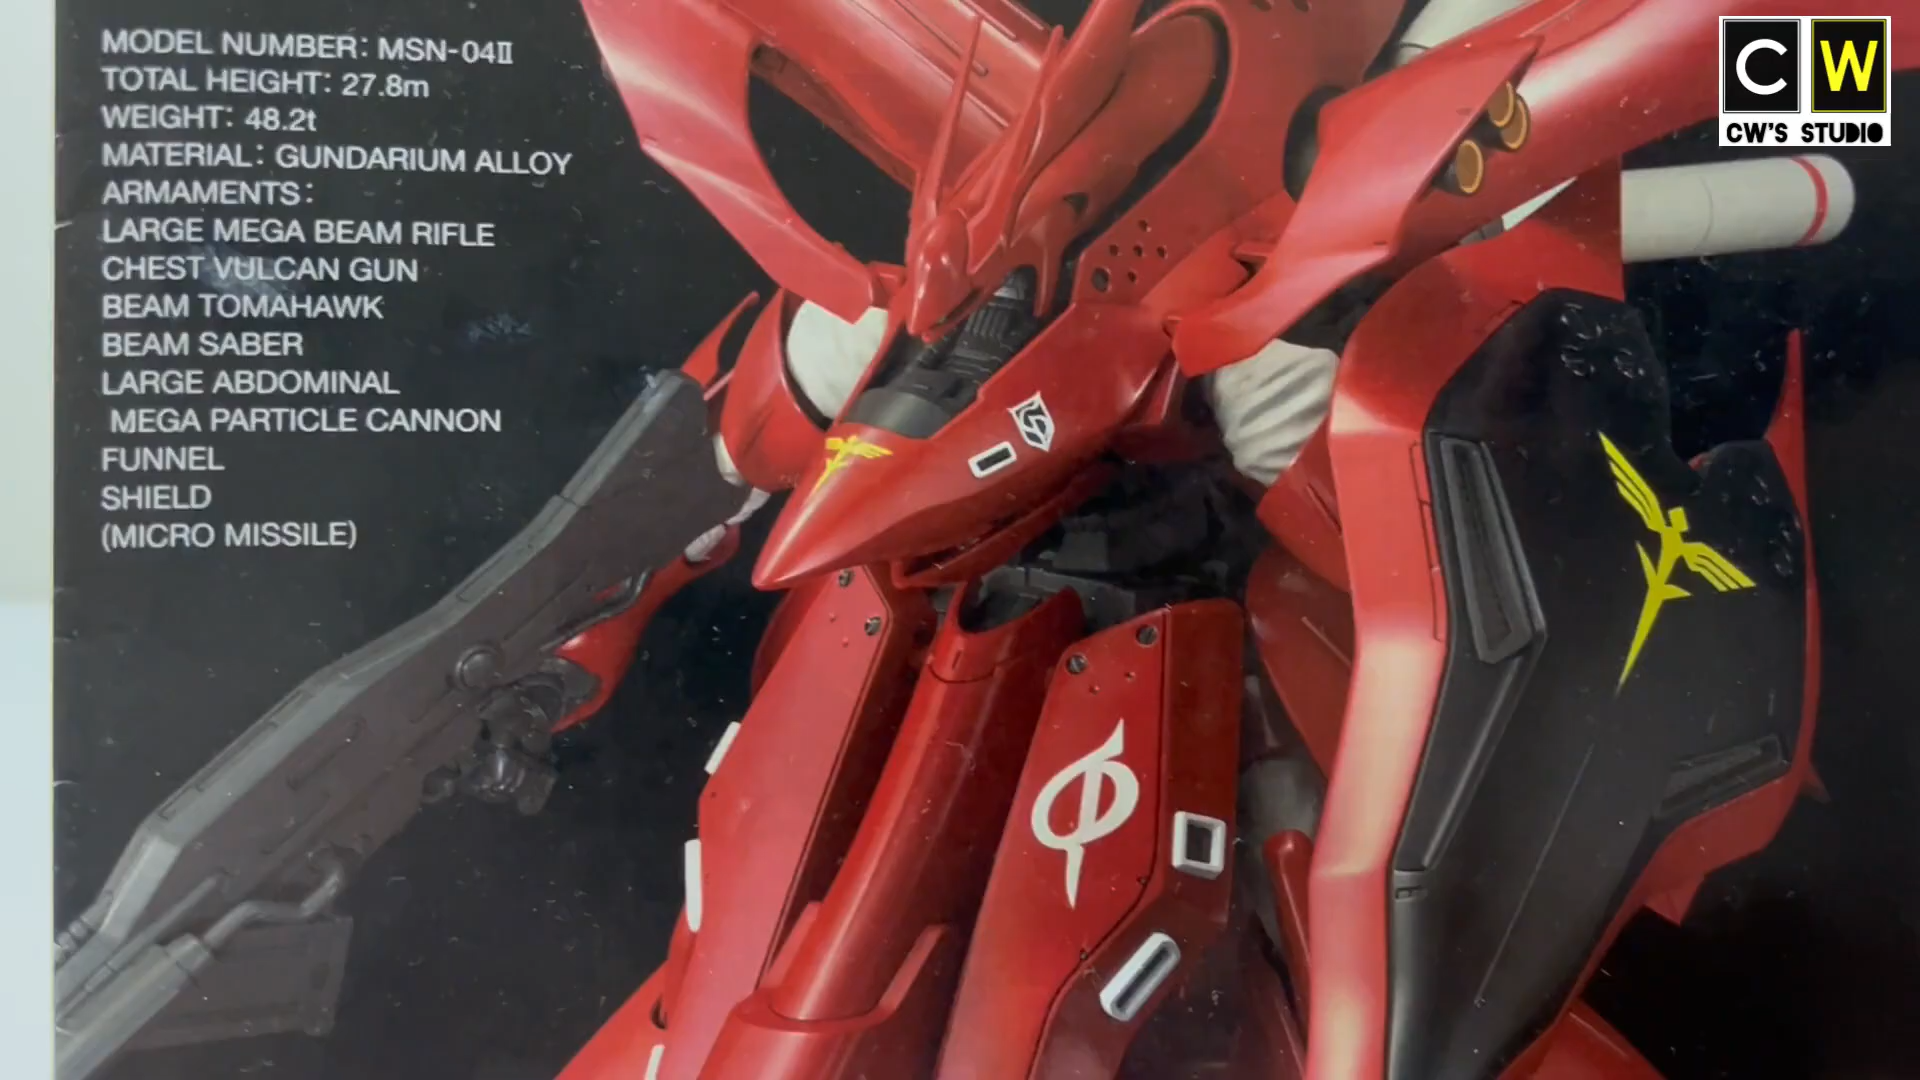 MODEL NUMBER: MSN-04II
TOTAL HEIGHT: 27.8m
WEIGHT: 48.2t
MATERIAL: GUNDARIUM ALLOY
ARMAMENTS:
LARGE MEGA BEAM RIFLE
CHEST VULCAN GUN
BEAM TOMAHAWK
BEAM SABER
LARGE ABDOMINAL
MEGA PARTICLE CANNON
FUNNEL
SHIELD
(MICRO MISSILE)
C W
CW'S STUDIO